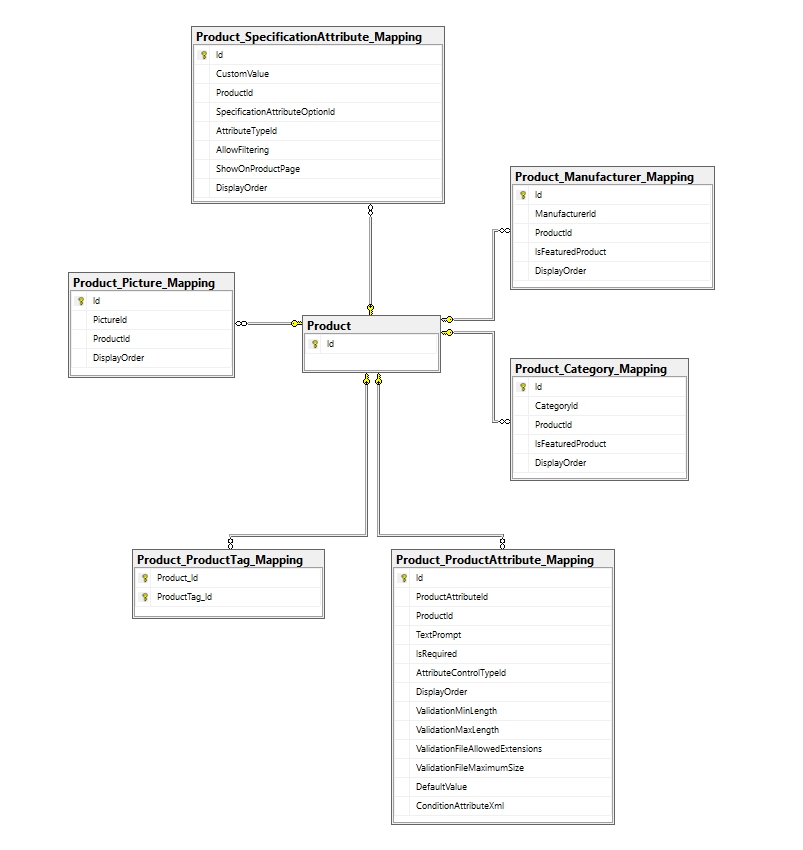 Product_SpecificationAttribute_Mapping
Id
CustomValue
ProductId
SpecificationAttributeOptionId
AttributeTypeId
AllowFiltering
ShowOnProductPage
DisplayOrder
Product_Manufacturer_Mapping
Id
ManufacturerId
ProductId
IsFeaturedProduct
DisplayOrder
Product_Picture_Mapping
Id
PictureId
ProductId
DisplayOrder
Product
Id
Product_Category_Mapping
Id
CategoryId
ProductId
IsFeaturedProduct
DisplayOrder
Product_ProductTag_Mapping
Product_Id
ProductTag_Id
Product_ProductAttribute_Mapping
Id
ProductAttributeId
ProductId
TextPrompt
IsRequired
AttributeControlTypeId
DisplayOrder
ValidationMinLength
ValidationMaxLength
ValidationFileAllowedExtensions
ValidationFileMaximumSize
DefaultValue
ConditionAttributeXml